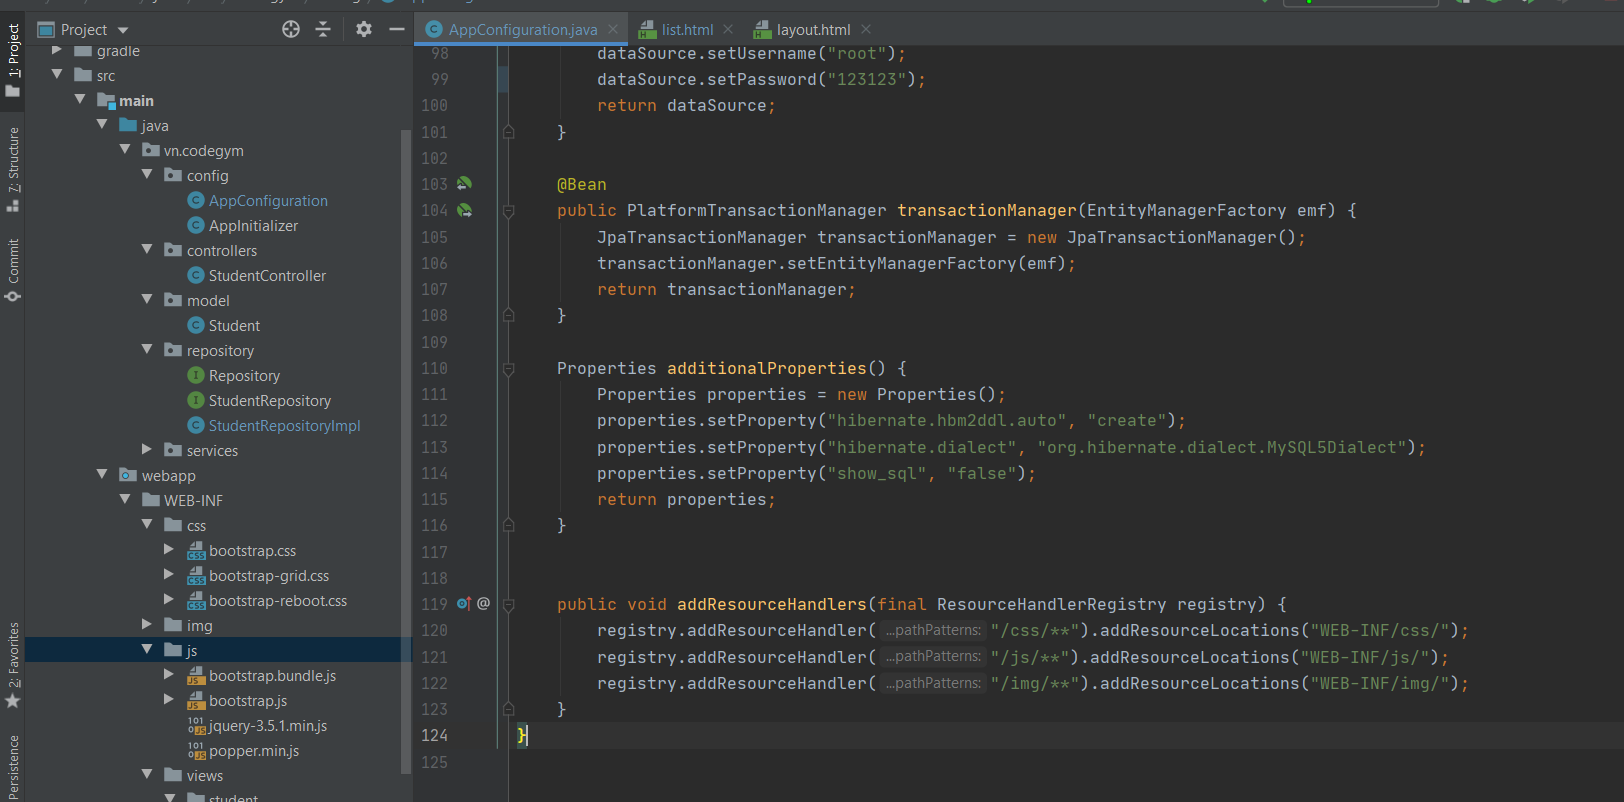 Project
AppConfiguration.java
list.html
layout.html
1: Project
7: Structure
Commit
2: Favorites
Persistence
gradle
src
main
java
vn.codegym
config
AppConfiguration
AppInitializer
controllers
StudentController
model
Student
repository
Repository
StudentRepository
StudentRepositoryImpl
services
webapp
WEB-INF
css
bootstrap.css
bootstrap-grid.css
bootstrap-reboot.css
img
js
bootstrap.bundle.js
bootstrap.js
jquery-3.5.1.min.js
popper.min.js
views
student
98 dataSource.setUsername("root");
99 dataSource.setPassword("123123");
100 return dataSource;
101 }
102
103 @Bean
104 public PlatformTransactionManager transactionManager(EntityManagerFactory emf) {
105 JpaTransactionManager transactionManager = new JpaTransactionManager();
106 transactionManager.setEntityManagerFactory(emf);
107 return transactionManager;
108 }
109
110 Properties additionalProperties() {
111 Properties properties = new Properties();
112 properties.setProperty("hibernate.hbm2ddl.auto", "create");
113 properties.setProperty("hibernate.dialect", "org.hibernate.dialect.MySQL5Dialect");
114 properties.setProperty("show_sql", "false");
115 return properties;
116 }
117
118
119 @ public void addResourceHandlers(final ResourceHandlerRegistry registry) {
120 registry.addResourceHandler( ...pathPatterns: "/css/**").addResourceLocations("WEB-INF/css/");
121 registry.addResourceHandler( ...pathPatterns: "/js/**").addResourceLocations("WEB-INF/js/");
122 registry.addResourceHandler( ...pathPatterns: "/img/**").addResourceLocations("WEB-INF/img/");
123 }
124 }
125